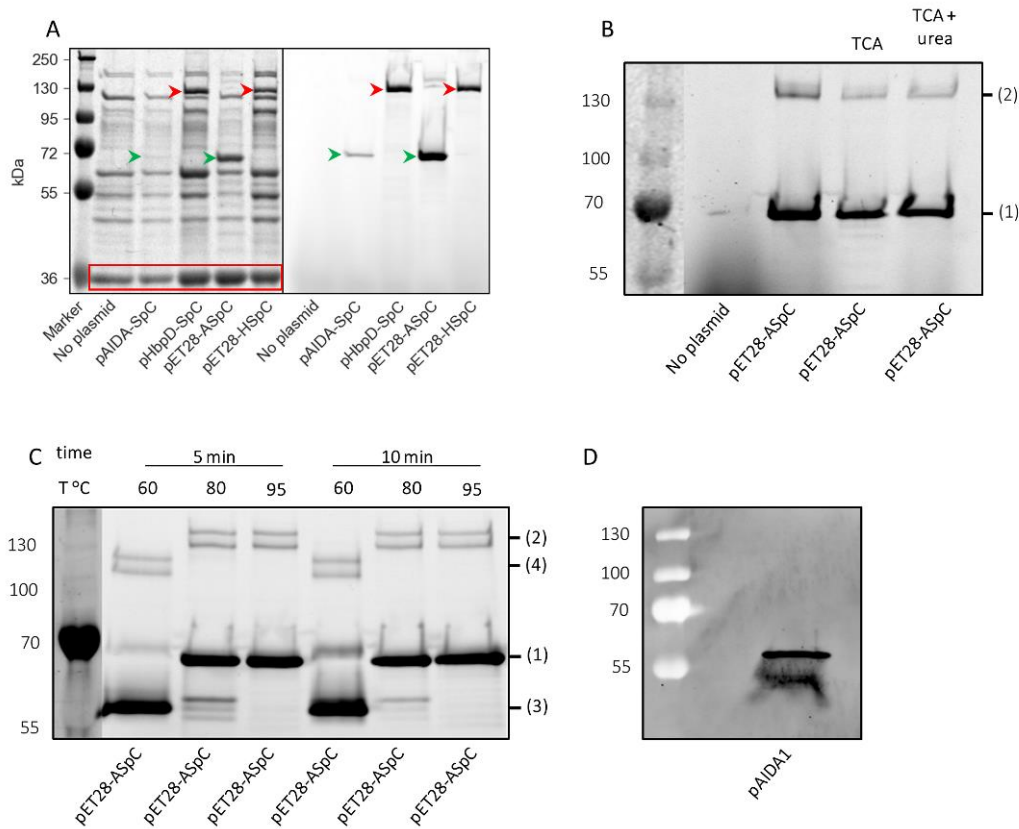 A
250
130
95
72
55
36
kDa
Marker
No plasmid
pAIDA-SpC
pHbpD-SpC
pET28-ASpC
pET28-HSpC
No plasmid
pAIDA-SpC
pHbpD-SpC
pET28-ASpC
pET28-HSpC
B
TCA
TCA +
urea
130
100
70
55
(2)
(1)
No plasmid
pET28-ASpC
pET28-ASpC
pET28-ASpC
C
time
5 min
10 min
T °C
60
80
95
60
80
95
130
100
70
55
(2)
(4)
(1)
(3)
pET28-ASpC
pET28-ASpC
pET28-ASpC
pET28-ASpC
pET28-ASpC
pET28-ASpC
D
130
100
70
55
pAIDA1